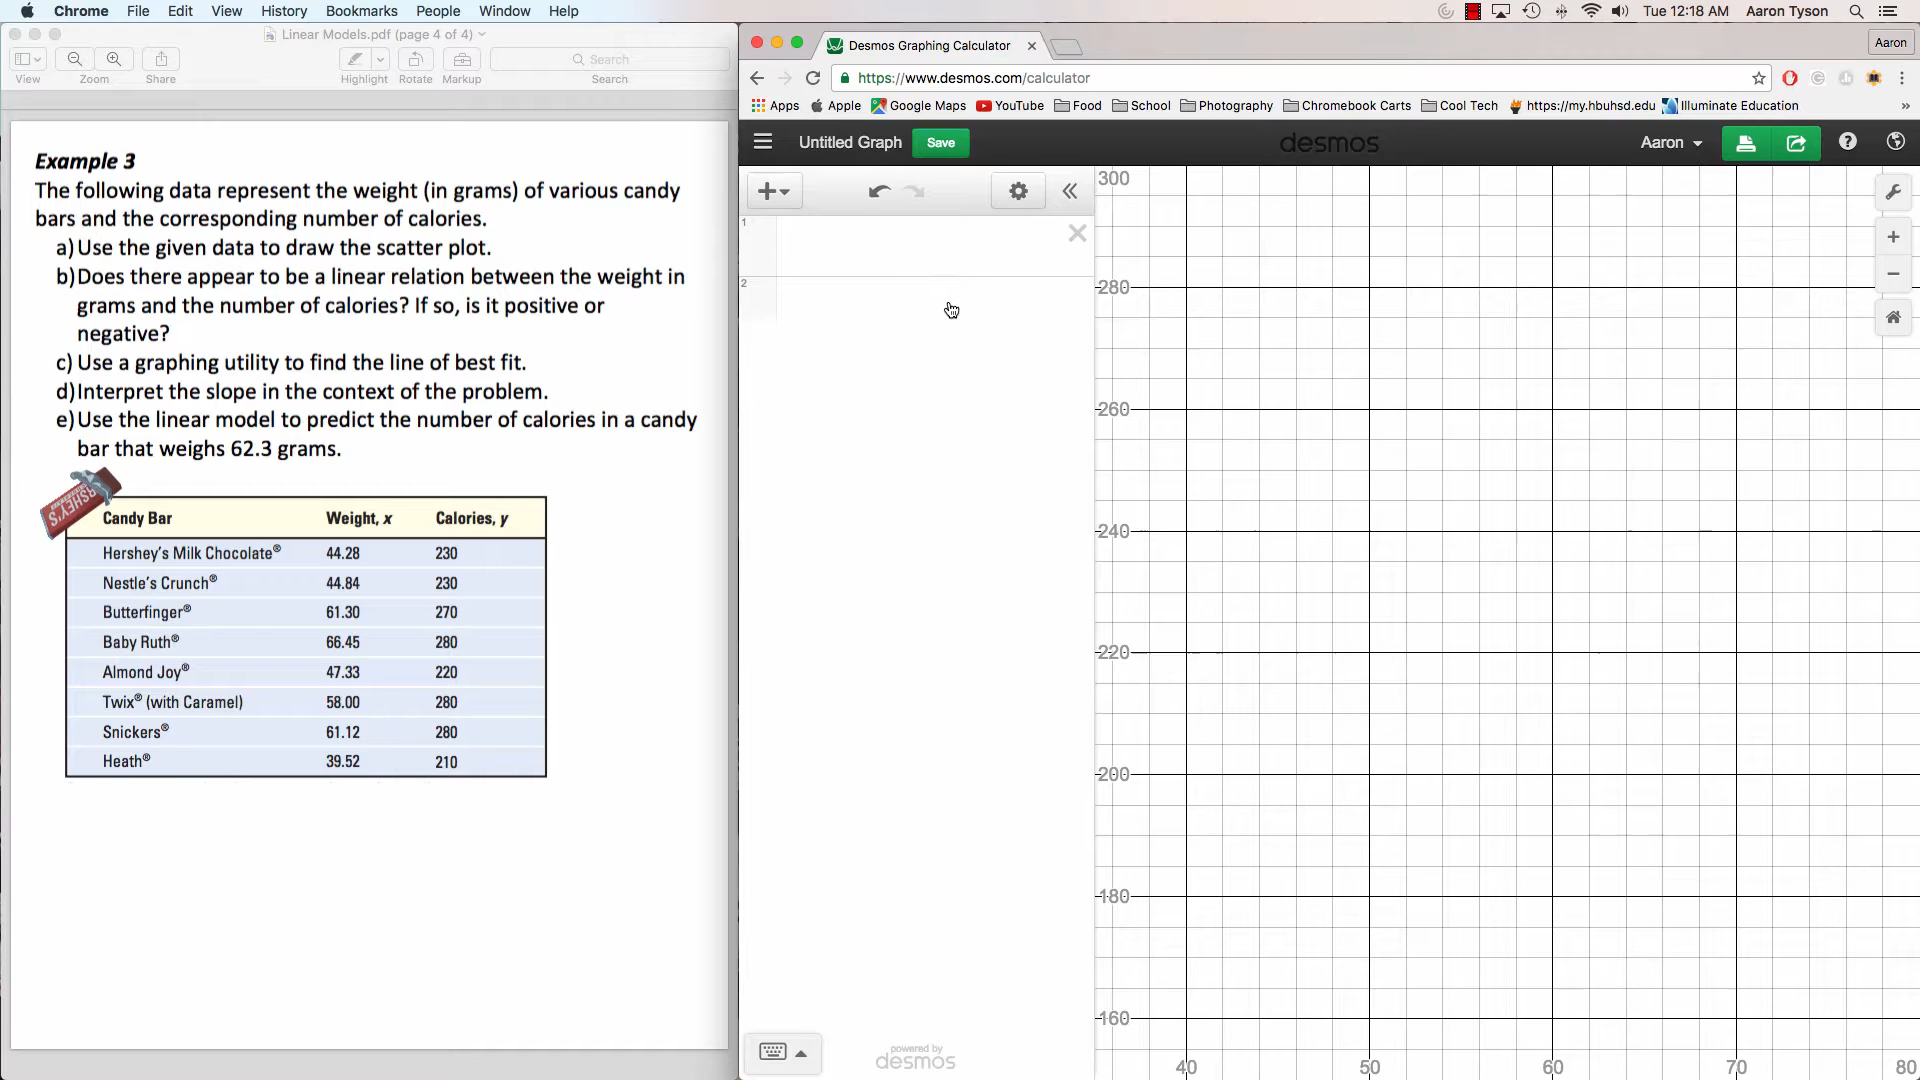 Chrome File Edit View History Bookmarks People Window Help
Tue 12:18 AM Aaron Tyson
Linear Models.pdf (page 4 of 4)
Search
View Zoom Share Highlight Rotate Markup Search
Example 3
The following data represent the weight (in grams) of various candy
bars and the corresponding number of calories.
a) Use the given data to draw the scatter plot.
b) Does there appear to be a linear relation between the weight in
grams and the number of calories? If so, is it positive or
negative?
c) Use a graphing utility to find the line of best fit.
d) Interpret the slope in the context of the problem.
e) Use the linear model to predict the number of calories in a candy
bar that weighs 62.3 grams.
Candy Bar Weight, x Calories, y
Hershey's Milk Chocolate® 44.28 230
Nestle's Crunch® 44.84 230
Butterfinger® 61.30 270
Baby Ruth® 66.45 280
Almond Joy® 47.33 220
Twix® (with Caramel) 58.00 280
Snickers® 61.12 280
Heath® 39.52 210
Desmos Graphing Calculator
Aaron
https://www.desmos.com/calculator
Apps Apple Google Maps YouTube Food School Photography Chromebook Carts Cool Tech https://my.hbuhsd.edu Illuminate Education »
Untitled Graph Save desmos Aaron ?
1
2
powered by
desmos
300
280
260
240
220
200
180
160
40 50 60 70 80